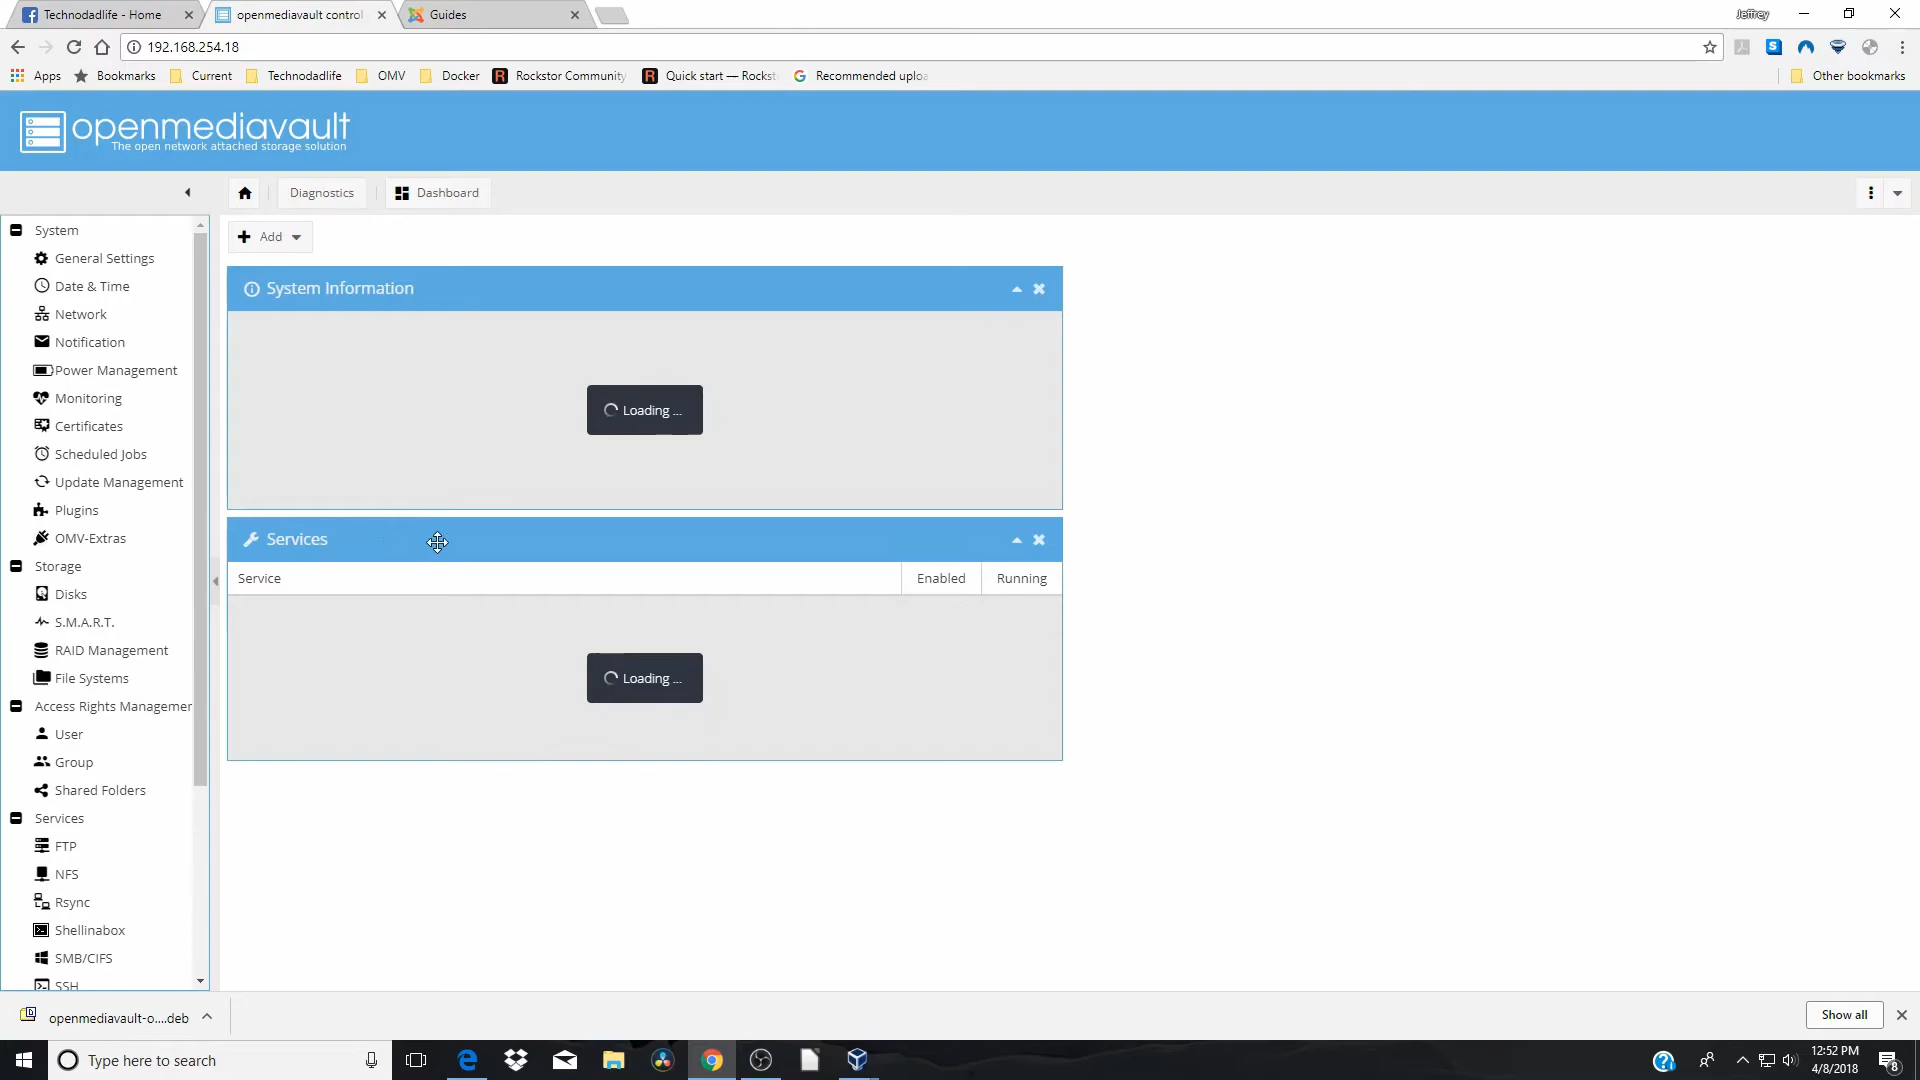 Technodadlife - Home
openmediavault control
Guides
Jeffrey
192.168.254.18
Apps
Bookmarks
Current
Technodadlife
OMV
Docker
Rockstor Community
Quick start — Rockst
Recommended uploa
Other bookmarks
openmediavault
The open network attached storage solution
Diagnostics
Dashboard
Add
System
General Settings
Date & Time
Network
Notification
Power Management
Monitoring
Certificates
Scheduled Jobs
Update Management
Plugins
OMV-Extras
Storage
Disks
S.M.A.R.T.
RAID Management
File Systems
Access Rights Managemer
User
Group
Shared Folders
Services
FTP
NFS
Rsync
Shellinabox
SMB/CIFS
SSH
System Information
Loading ...
Services
Service
Enabled
Running
Loading ...
openmediavault-o....deb
Show all
Type here to search
12:52 PM
4/8/2018
8